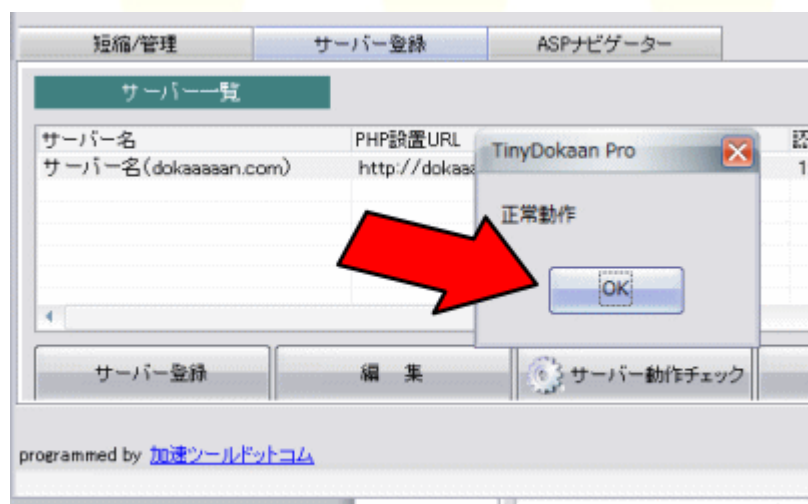 短縮/管理
サーバー登録
ASPナビゲーター
サーバー一覧
サーバー名
PHP設置URL
認
サーバー名(dokaaaaan.com)
http://dokaaa
1
TinyDokaan Pro
正常動作
OK
サーバー登録
編 集
サーバー動作チェック
programmed by 加速ツールドットコム